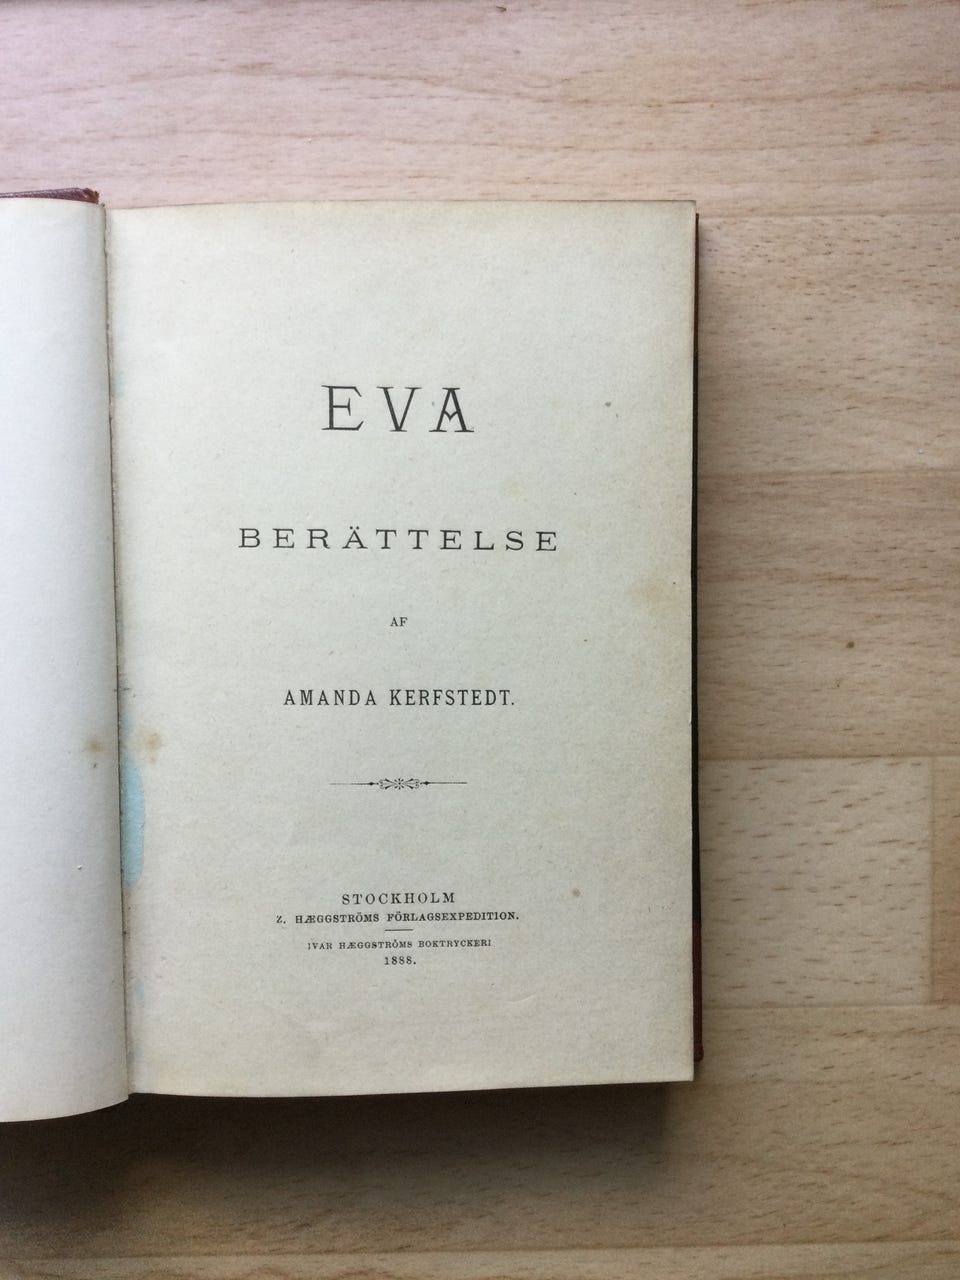 EVA
BERÄTTELSE
AF
AMANDA KERFSTEDT.
STOCKHOLM
Z. HÆGGSTRÖMS FÖRLAGSEXPEDITION.
IVAR HÆGGSTRÖMS BOKTRYCKERI
1888.